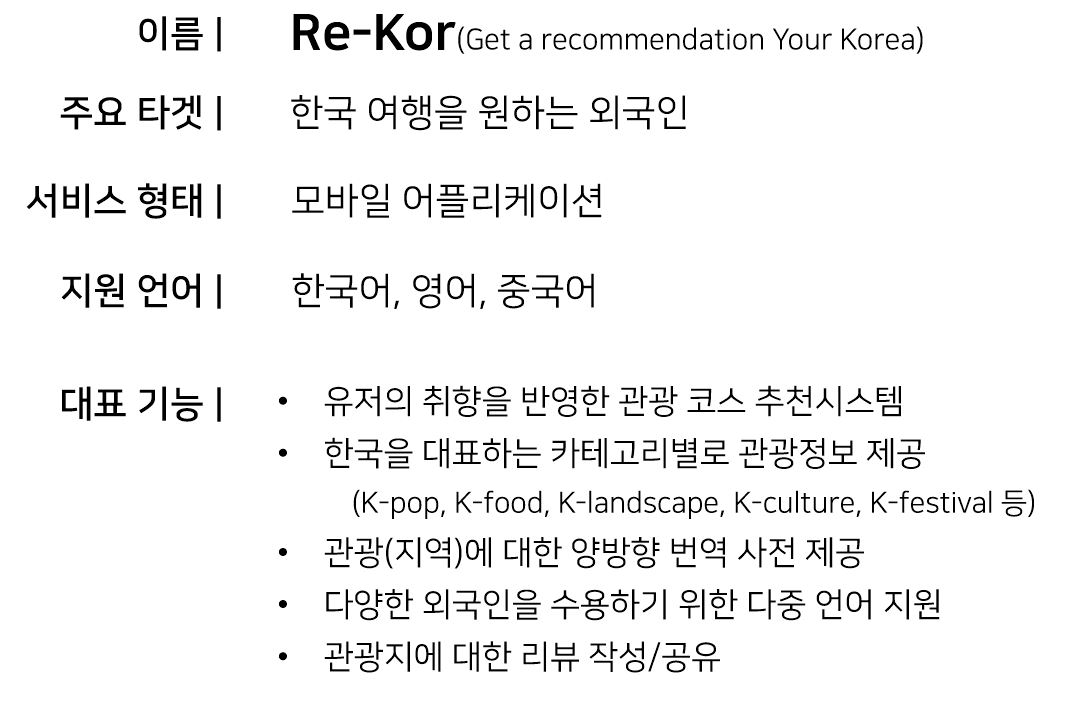 이름 | Re-Kor(Get a recommendation Your Korea)
주요 타겟 | 한국 여행을 원하는 외국인
서비스 형태 | 모바일 어플리케이션
지원 언어 | 한국어, 영어, 중국어
대표 기능 | • 유저의 취향을 반영한 관광 코스 추천시스템
• 한국을 대표하는 카테고리별로 관광정보 제공
(K-pop, K-food, K-landscape, K-culture, K-festival 등)
• 관광(지역)에 대한 양방향 번역 사전 제공
• 다양한 외국인을 수용하기 위한 다중 언어 지원
• 관광지에 대한 리뷰 작성/공유